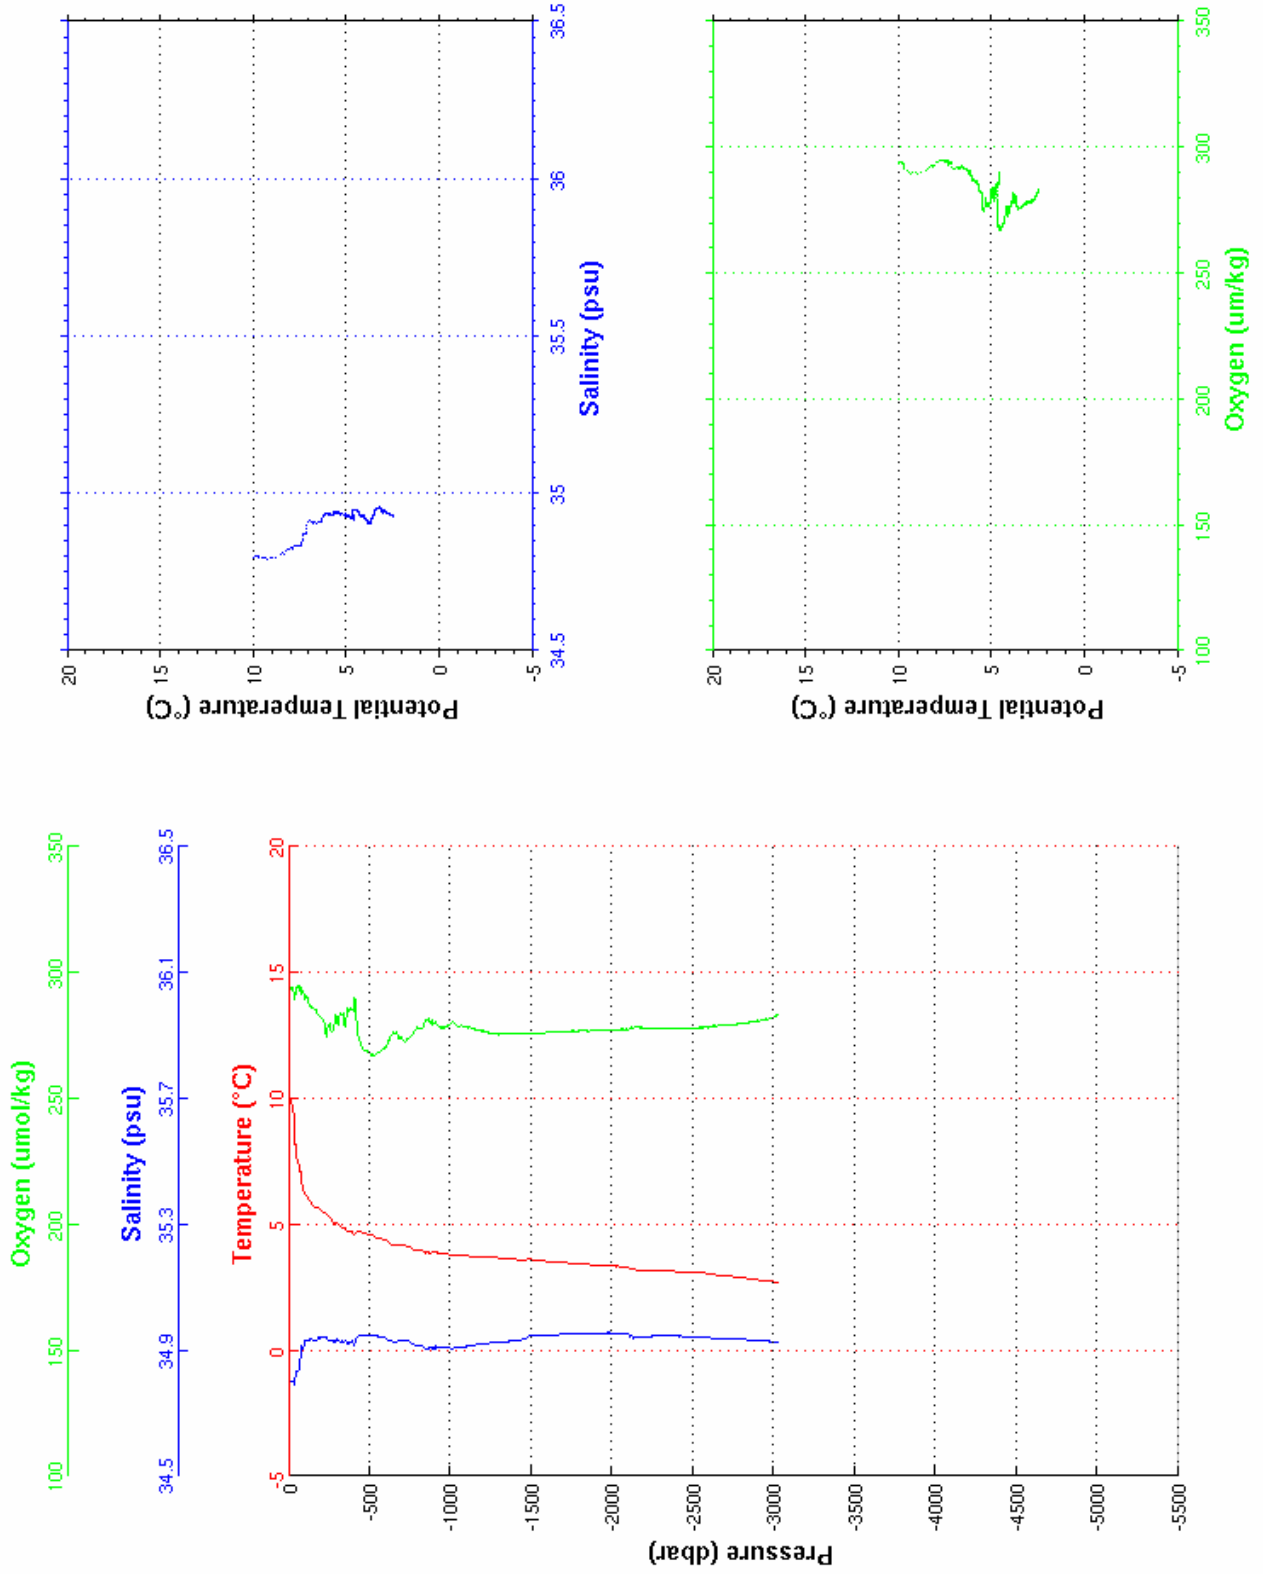 Oxygen (umol/kg)
100 150 200 250 300 350
Salinity (psu)
34.5 34.9 35.3 35.7 36.1 36.5
Temperature (°C)
-5 0 5 10 15 20
Pressure (dbar)
0
-500
-1000
-1500
-2000
-2500
-3000
-3500
-4000
-4500
-5000
-5500
Potential Temperature (°C)
20
15
10
5
0
-5
34.5 35 35.5 36 36.5
Salinity (psu)
Potential Temperature (°C)
20
15
10
5
0
-5
100 150 200 250 300 350
Oxygen (um/kg)